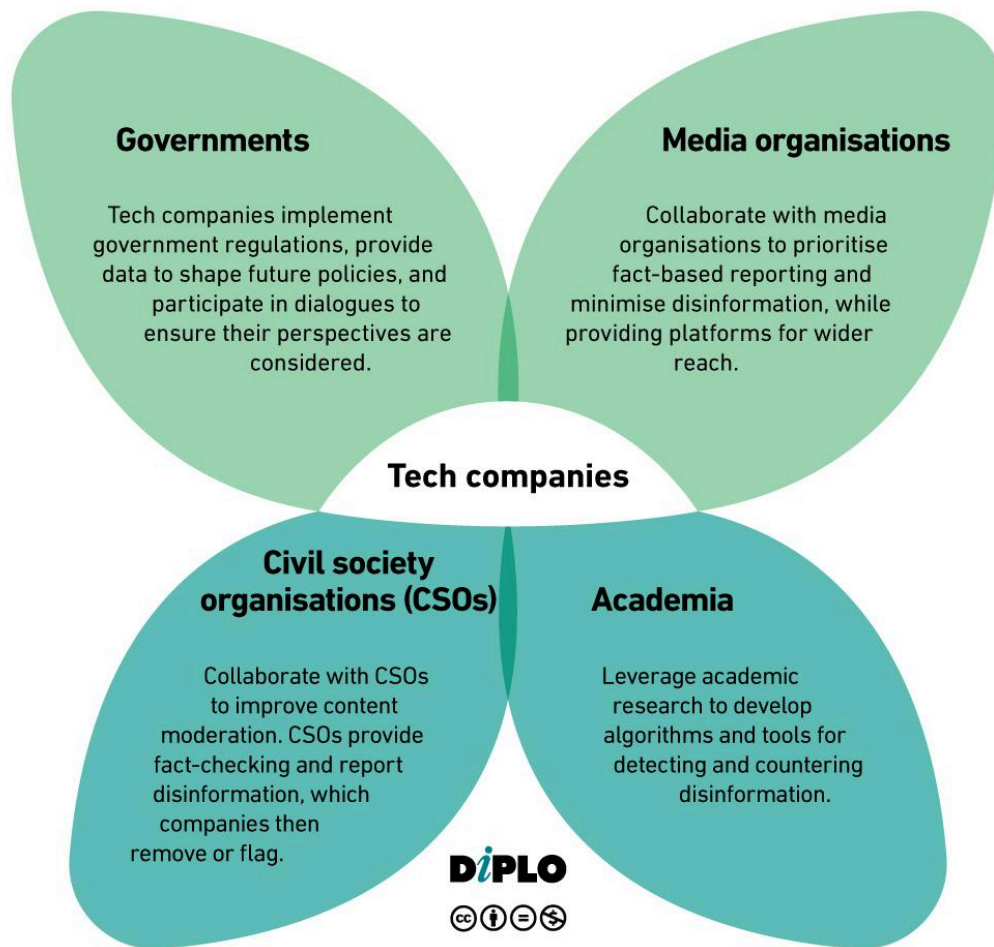 Governments
Tech companies implement
government regulations, provide
data to shape future policies, and
participate in dialogues to
ensure their perspectives are
considered.
Media organisations
Collaborate with media
organisations to prioritise
fact-based reporting and
minimise disinformation, while
providing platforms for wider
reach.
Tech companies
Civil society
organisations (CSOs)
Collaborate with CSOs
to improve content
moderation. CSOs provide
fact-checking and report
disinformation, which
companies then
remove or flag.
Academia
Leverage academic
research to develop
algorithms and tools for
detecting and countering
disinformation.
DiPLO
cc